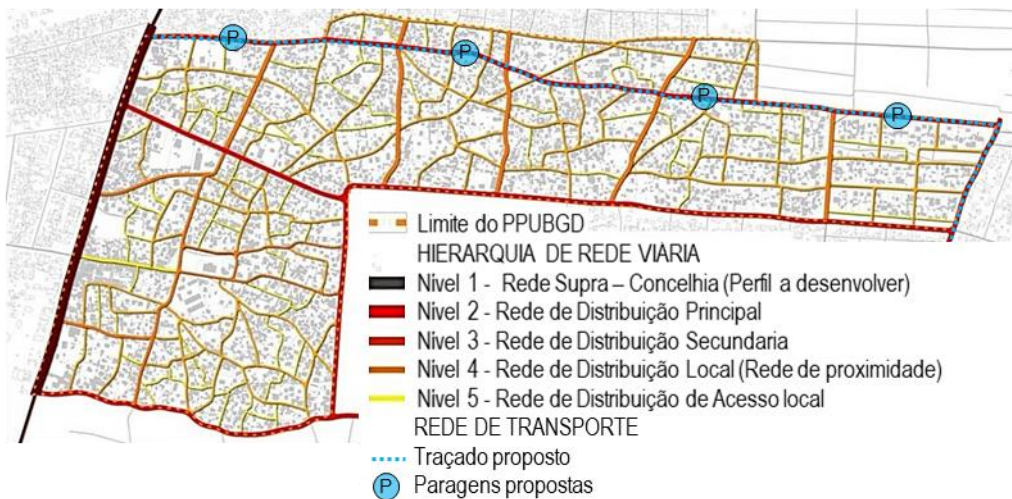 P
P
P
P
Limite do PPUBGD
HIERARQUIA DE REDE VIÁRIA
Nivel 1 - Rede Supra – Concelhia (Perfil a desenvolver)
Nivel 2 - Rede de Distribuição Principal
Nivel 3 - Rede de Distribuição Secundaria
Nivel 4 - Rede de Distribuição Local (Rede de proximidade)
Nivel 5 - Rede de Distribuição de Acesso local
REDE DE TRANSPORTE
Traçado proposto
P Paragens propostas